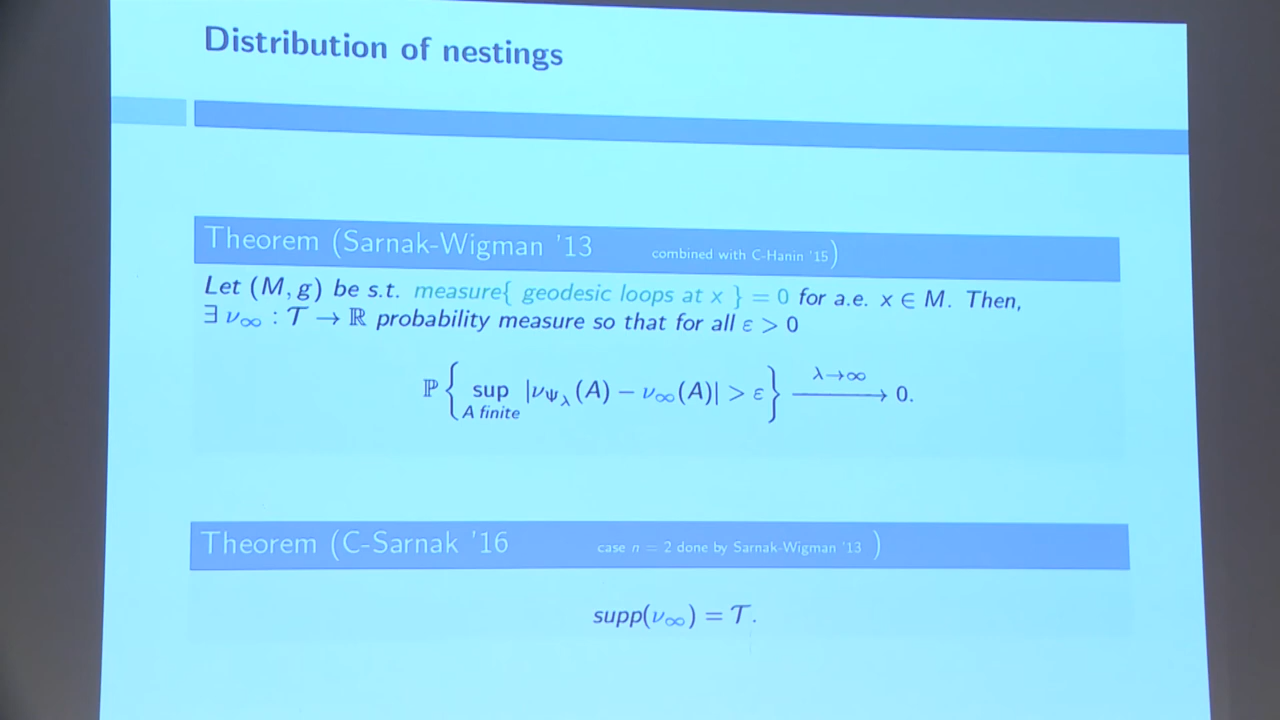 Distribution of nestings
Theorem (Sarnak-Wigman '13 combined with C-Hanin '15)
Let (M, g) be s.t. measure{ geodesic loops at x } = 0 for a.e. x ∈ M. Then,
∃ ν∞ : 𝒯 → ℝ probability measure so that for all ε > 0
ℙ { sup |ν_Ψλ(A) − ν∞(A)| > ε } λ→∞ ⟶ 0.
A finite
Theorem (C-Sarnak '16 case n = 2 done by Sarnak-Wigman '13 )
supp(ν∞) = 𝒯.